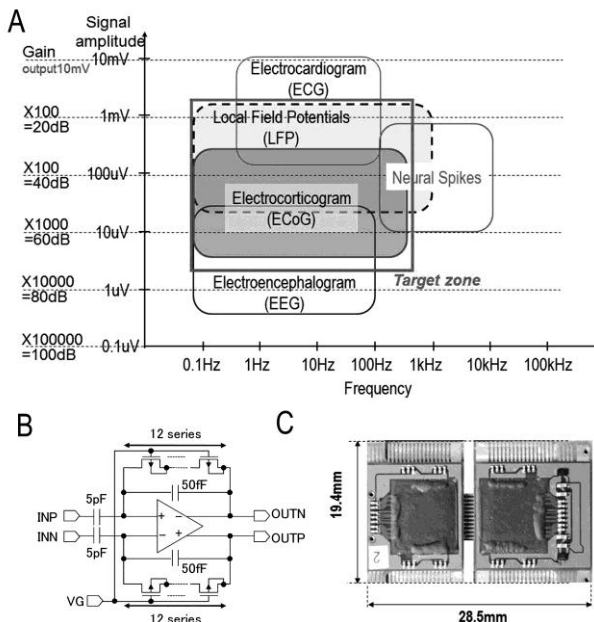 A
Signal
amplitude
Gain
output10mV
10mV
Electrocardiogram
(ECG)
X100
=20dB
1mV
Local Field Potentials
(LFP)
X100
=40dB
100uV
Neural Spikes
Electrocorticogram
(ECoG)
X1000
=60dB
10uV
X10000
=80dB
1uV
Electroencephalogram
(EEG)
Target zone
X100000
=100dB
0.1uV
0.1Hz 1Hz 10Hz 100Hz 1kHz 10kHz 100kHz
Frequency
B
12 series
50fF
5pF
INP
INN
5pF
+ −
− +
OUTN
OUTP
50fF
VG
12 series
C
19.4mm
2
28.5mm